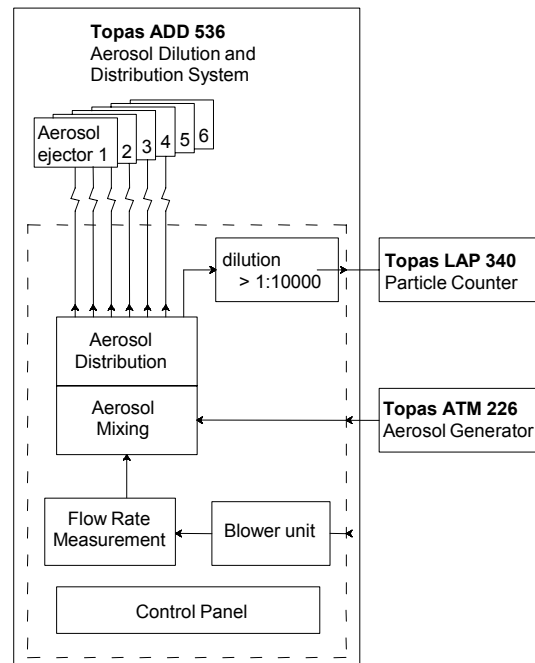 Topas ADD 536
Aerosol Dilution and
Distribution System
Aerosol
ejector 1
2
3
4
5
6
dilution
> 1:10000
Topas LAP 340
Particle Counter
Aerosol
Distribution
Aerosol
Mixing
Topas ATM 226
Aerosol Generator
Flow Rate
Measurement
Blower unit
Control Panel